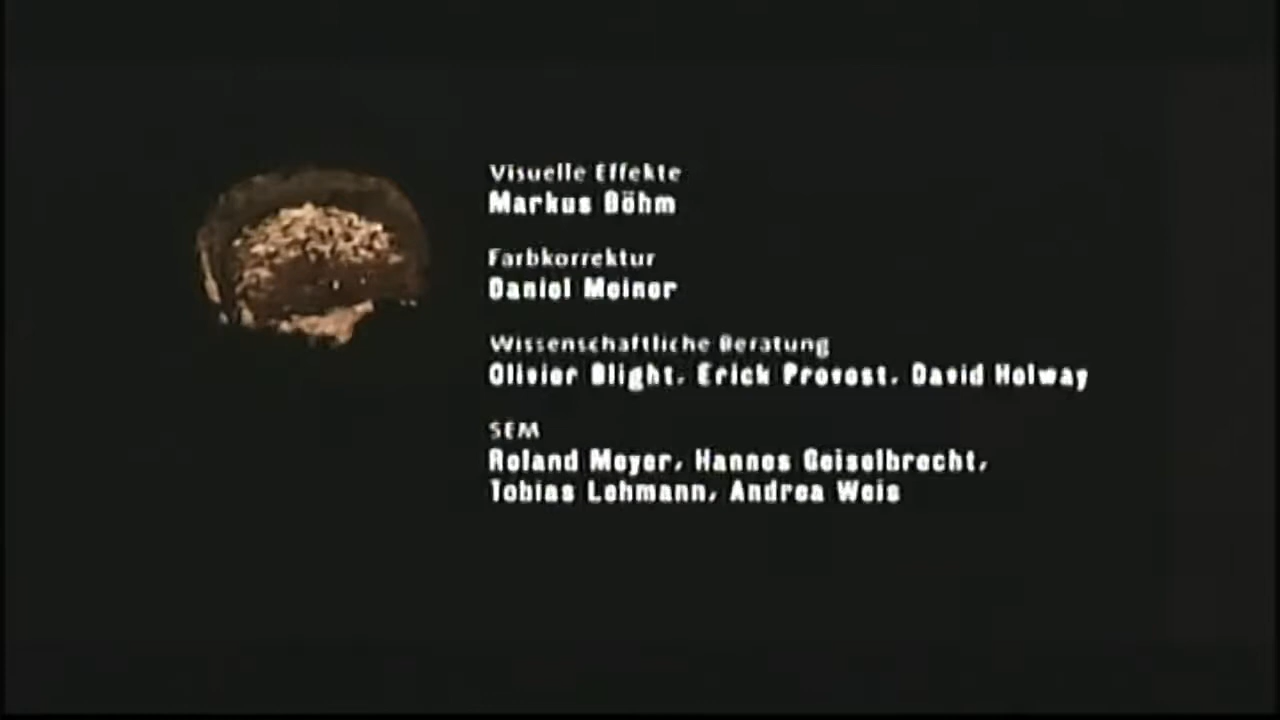 Visuelle Effekte
Markus Böhm
Farbkorrektur
Daniel Meiner
Wissenschaftliche Beratung
Olivier Blight, Erick Provost, David Holway
SEM
Roland Meyer, Hannes Geiselbrecht,
Tobias Lehmann, Andrea Weis